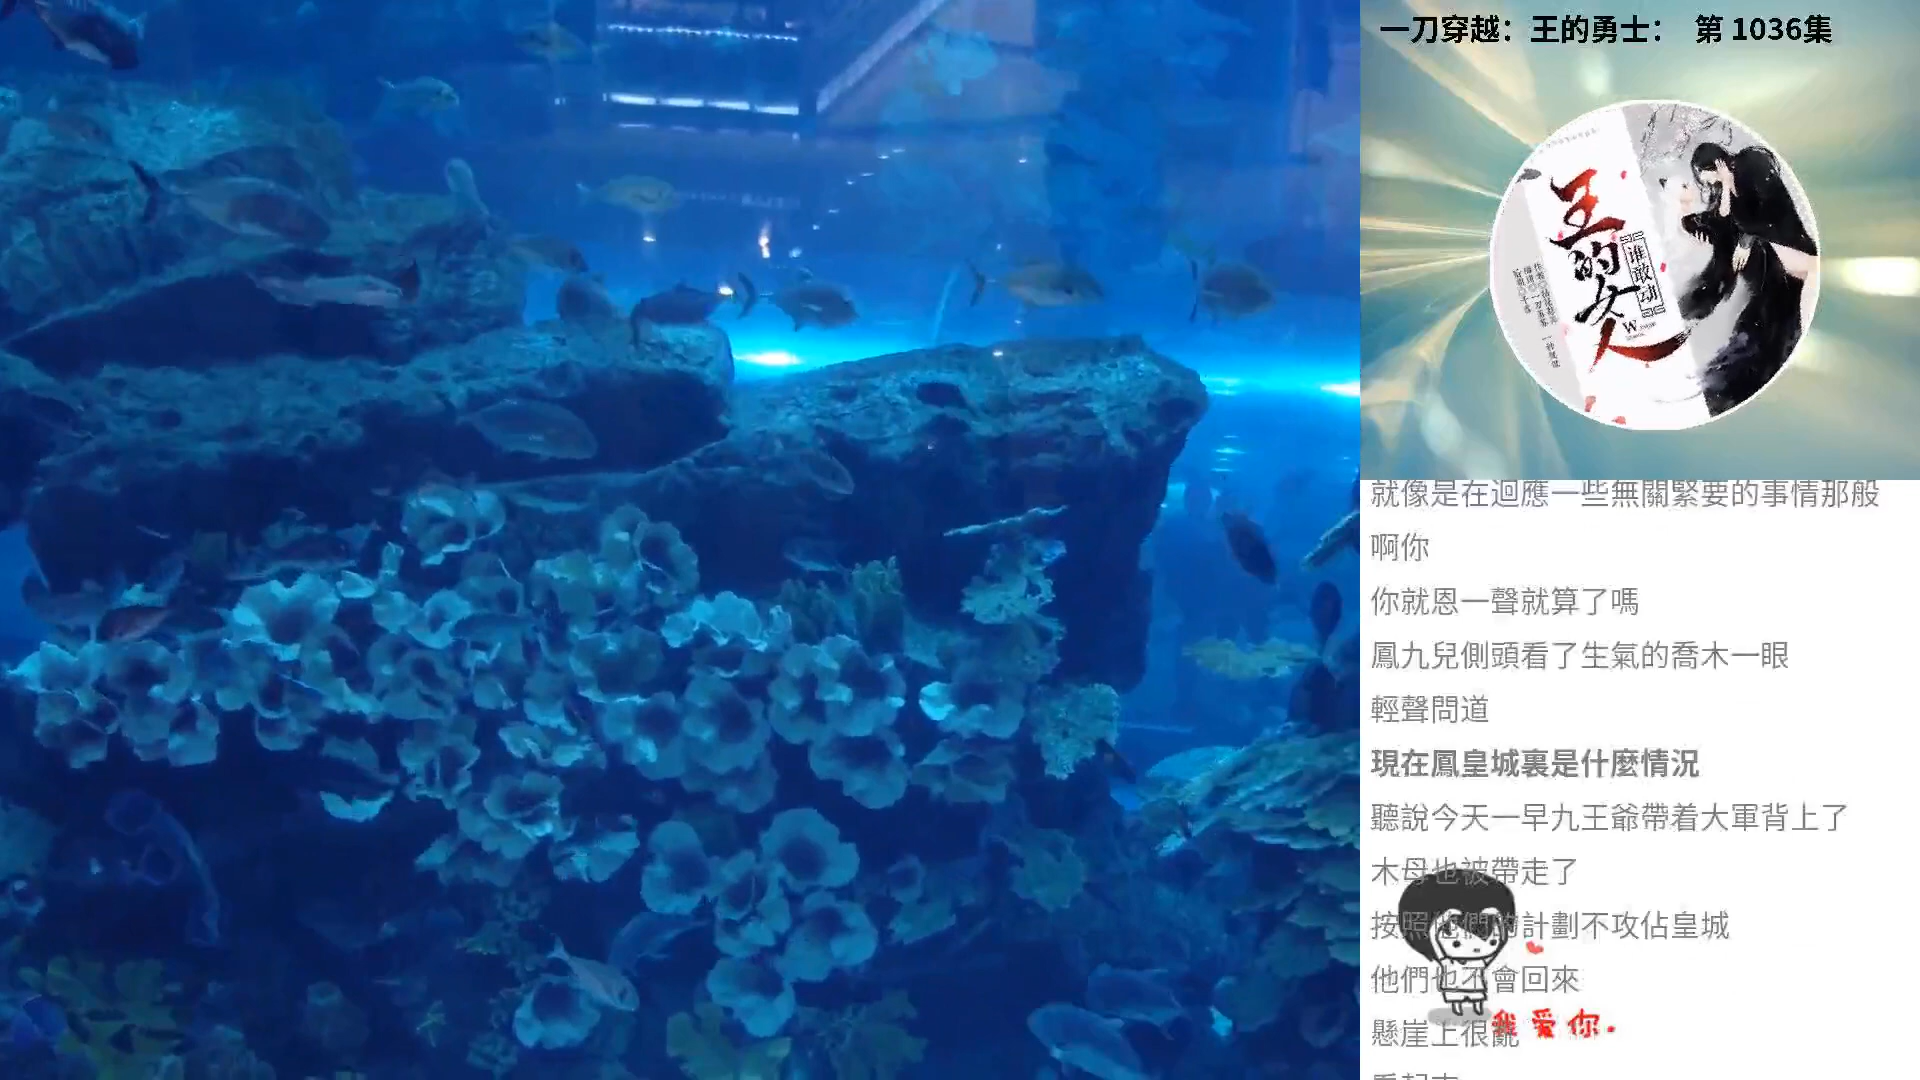 一刀穿越：王的勇士： 第 1036集
王的女人
谁敢动
就像是在迴應一些無關緊要的事情那般
啊你
你就恩一聲就算了嗎
鳳九兒側頭看了生氣的喬木一眼
輕聲問道
現在鳳皇城裏是什麼情況
聽說今天一早九王爺帶着大軍背上了
木母也被帶走了
按照他們的計劃不攻佔皇城
他們也不會回來
懸崖上很亂
我爱你.